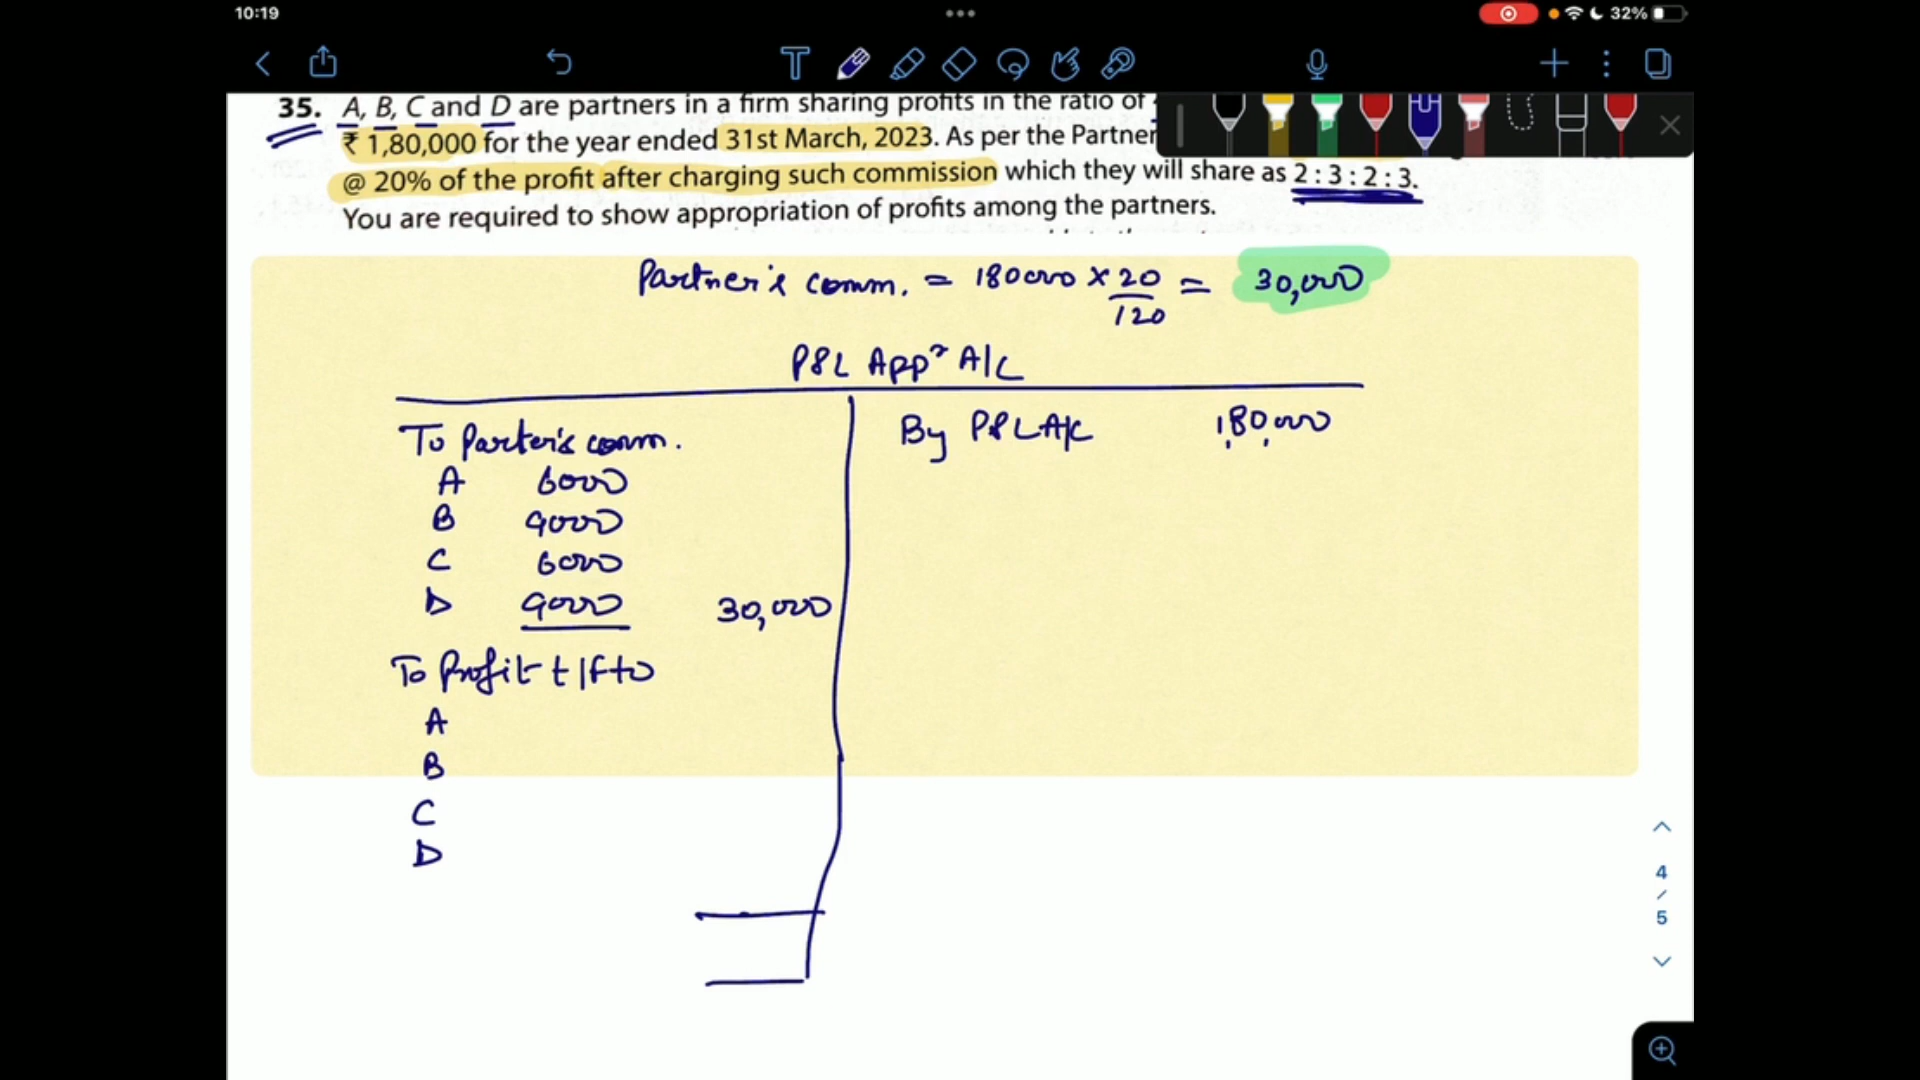 10:19
32%
35. A, B, C and D are partners in a firm sharing profits in the ratio of
₹ 1,80,000 for the year ended 31st March, 2023. As per the Partner
@ 20% of the profit after charging such commission which they will share as 2 : 3 : 2 : 3.
You are required to show appropriation of profits among the partners.
Partner's comm. = 180000 × 20/120 = 30,000
P&L App^n A/c
To Parter's comm.
By P&L A/c 1,80,000
A 6000
B 9000
C 6000
D 9000 30,000
To Profit t/f to
A
B
C
D
4
/
5